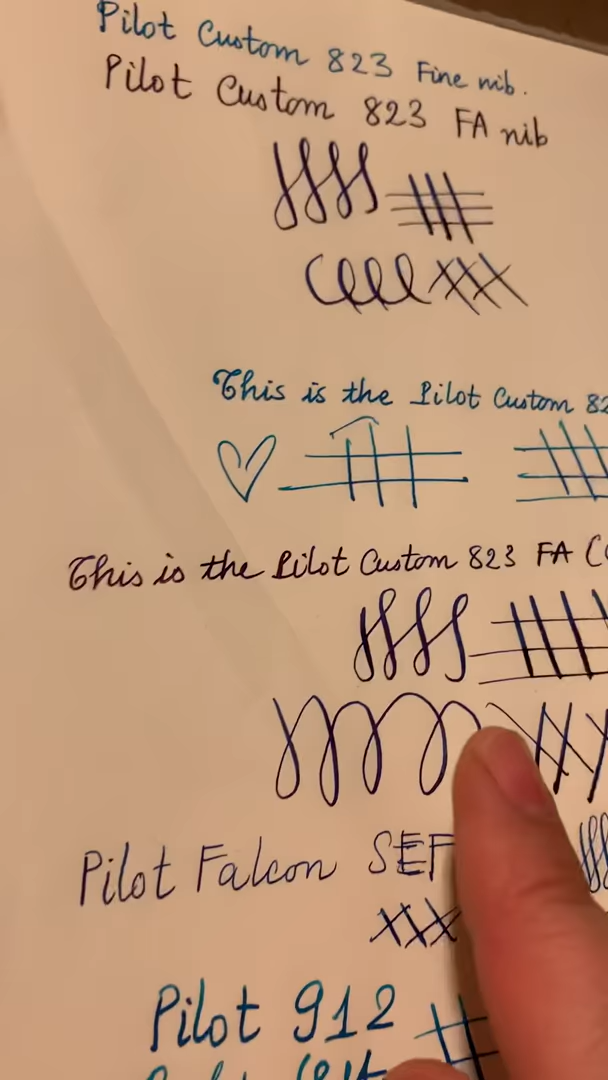 Pilot Custom 823 Fine nib.
Pilot Custom 823 FA nib
This is the Pilot Custom 82
This is the Pilot Custom 823 FA (
Pilot Falcon SEF
Pilot 912